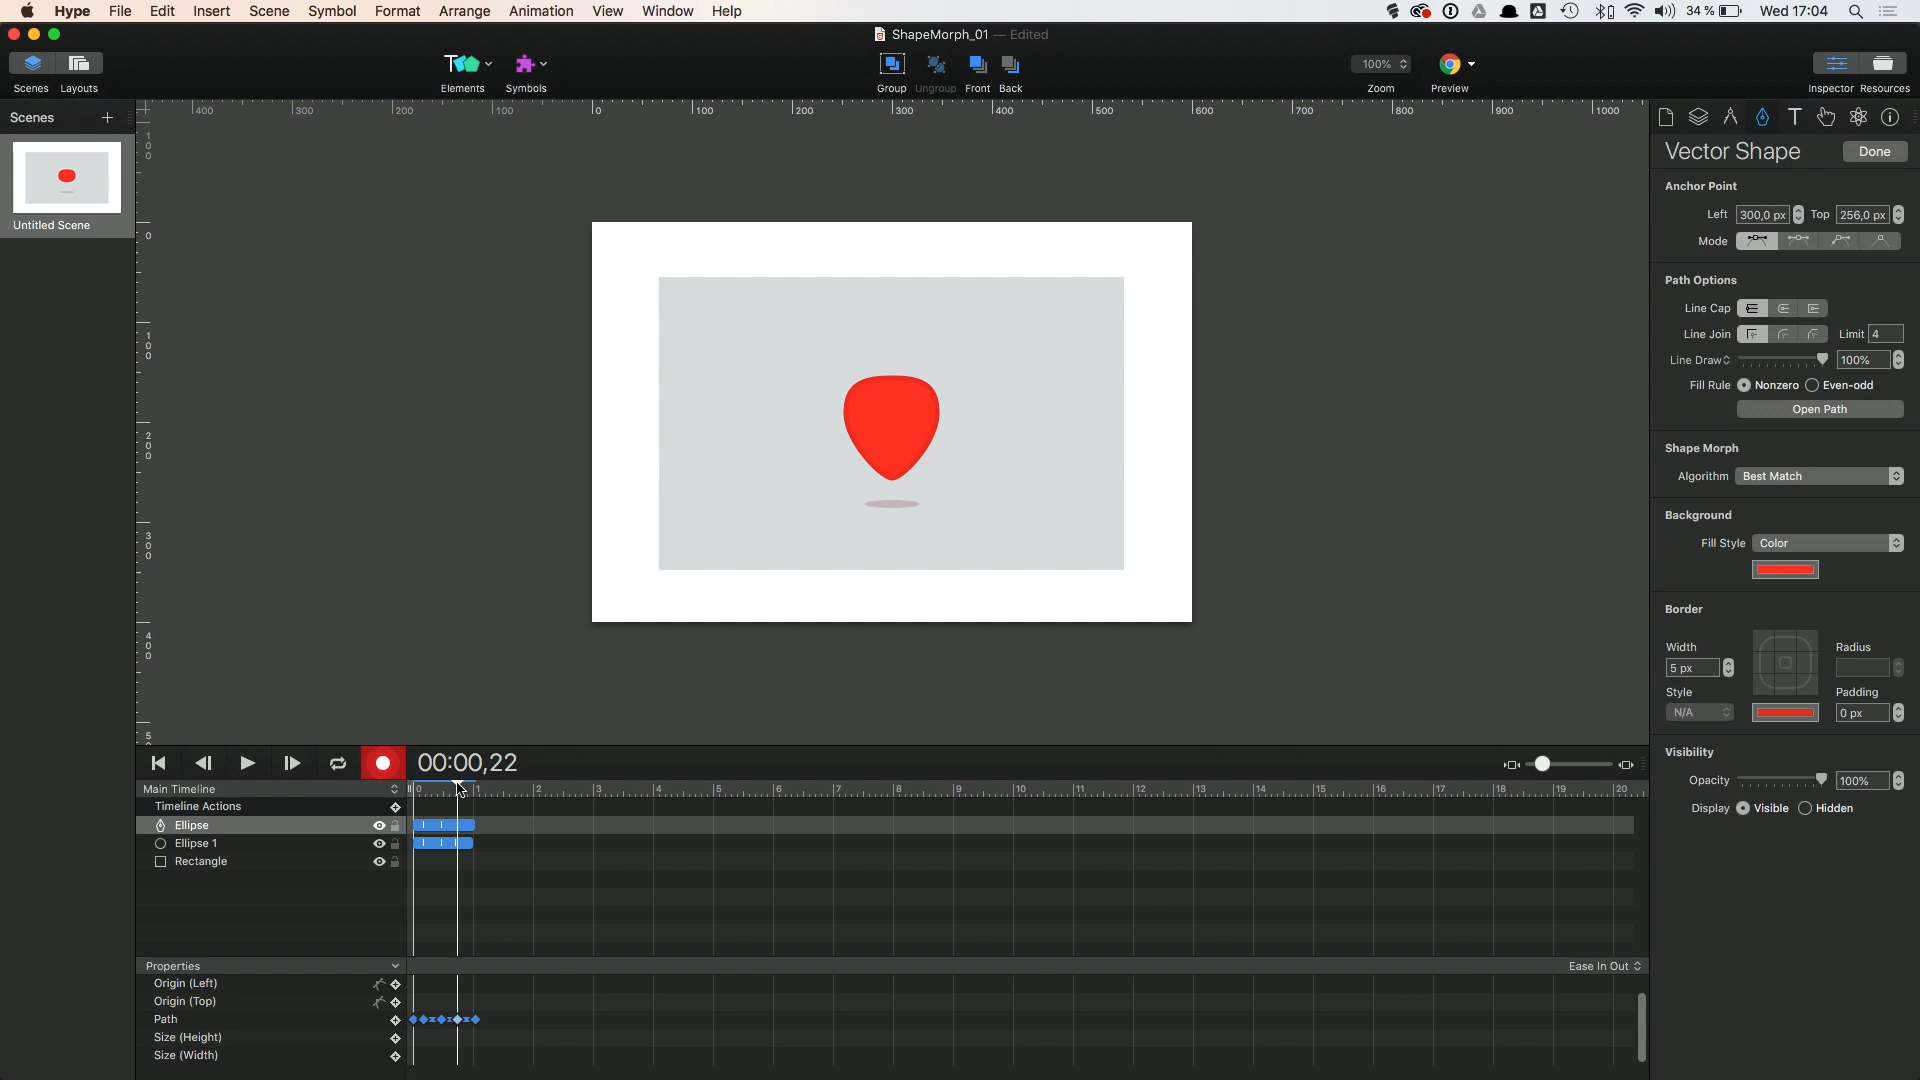 Hype File Edit Insert Scene Symbol Format Arrange Animation View Window Help 34 % Wed 17:04
ShapeMorph_01 — Edited
100%
Scenes Layouts Elements Symbols Group Ungroup Front Back Zoom Preview Inspector Resources
Scenes
400 300 200 100 0 100 200 300 400 500 600 700 800 900 1000
Untitled Scene
100
0
100
200
300
400
5
Vector Shape Done
Anchor Point
Left 300,0 px Top 256,0 px
Mode
Path Options
Line Cap
Line Join Limit 4
Line Draw 100%
Fill Rule Nonzero Even-odd
Open Path
Shape Morph
Algorithm Best Match
Background
Fill Style Color
Border
Width Radius
5 px
Style Padding
N/A 0 px
Visibility
Opacity 100%
Display Visible Hidden
00:00,22
Main Timeline 0 1 2 3 4 5 6 7 8 9 10 11 12 13 14 15 16 17 18 19 20
Timeline Actions
Ellipse
Ellipse 1
Rectangle
Properties Ease In Out
Origin (Left)
Origin (Top)
Path
Size (Height)
Size (Width)